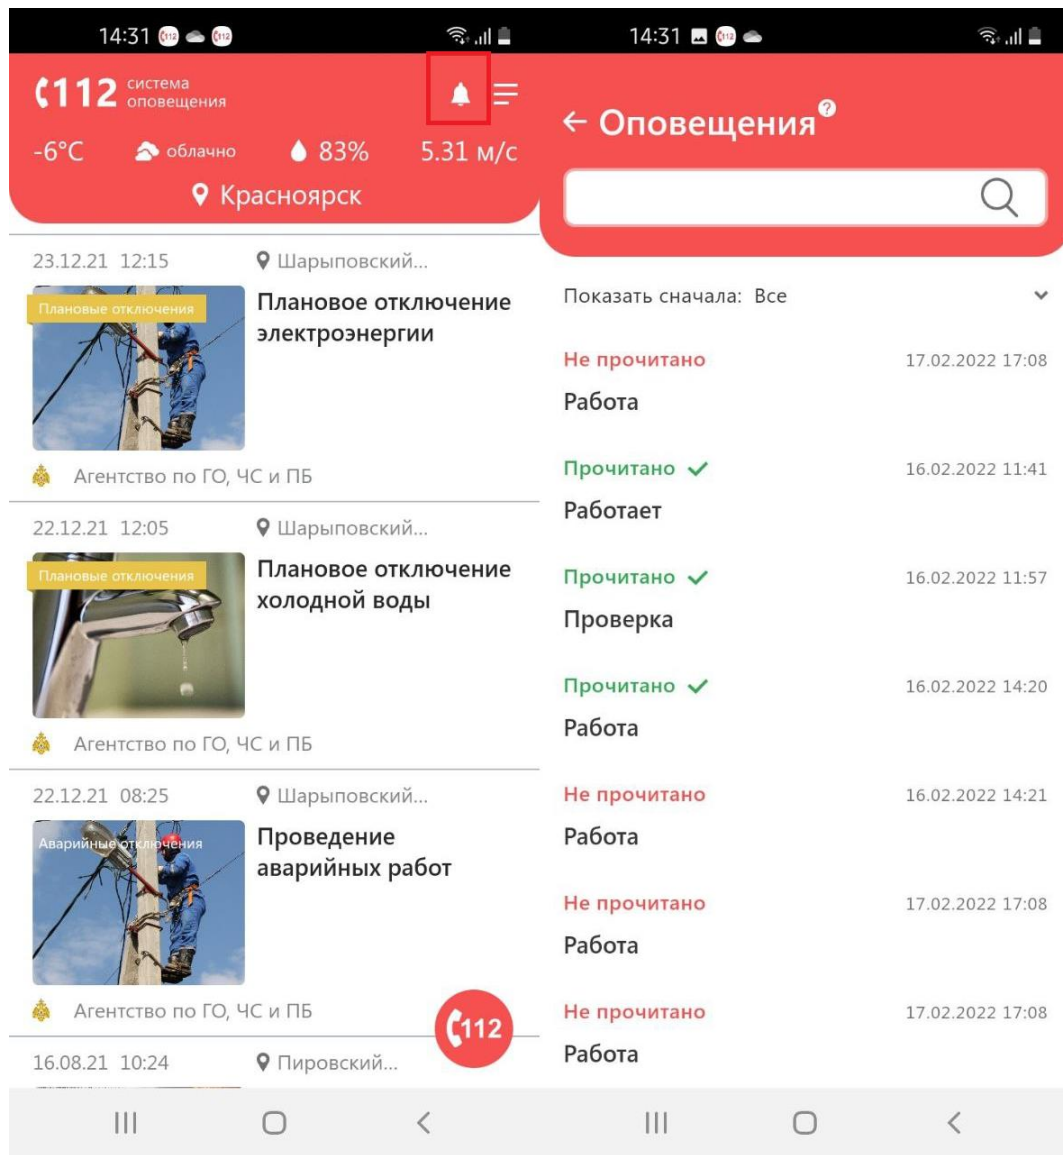 14:31
(112 система
оповещения
-6°C облачно 83% 5.31 м/с
Красноярск
23.12.21 12:15 Шарыповский...
Плановые отключения
Плановое отключение
электроэнергии
Агентство по ГО, ЧС и ПБ
22.12.21 12:05 Шарыповский...
Плановые отключения
Плановое отключение
холодной воды
Агентство по ГО, ЧС и ПБ
22.12.21 08:25 Шарыповский...
Аварийные отключения
Проведение
аварийных работ
Агентство по ГО, ЧС и ПБ
112
16.08.21 10:24 Пировский...
14:31
← Оповещения?
Показать сначала: Все
Не прочитано 17.02.2022 17:08
Работа
Прочитано ✓ 16.02.2022 11:41
Работает
Прочитано ✓ 16.02.2022 11:57
Проверка
Прочитано ✓ 16.02.2022 14:20
Работа
Не прочитано 16.02.2022 14:21
Работа
Не прочитано 17.02.2022 17:08
Работа
Не прочитано 17.02.2022 17:08
Работа